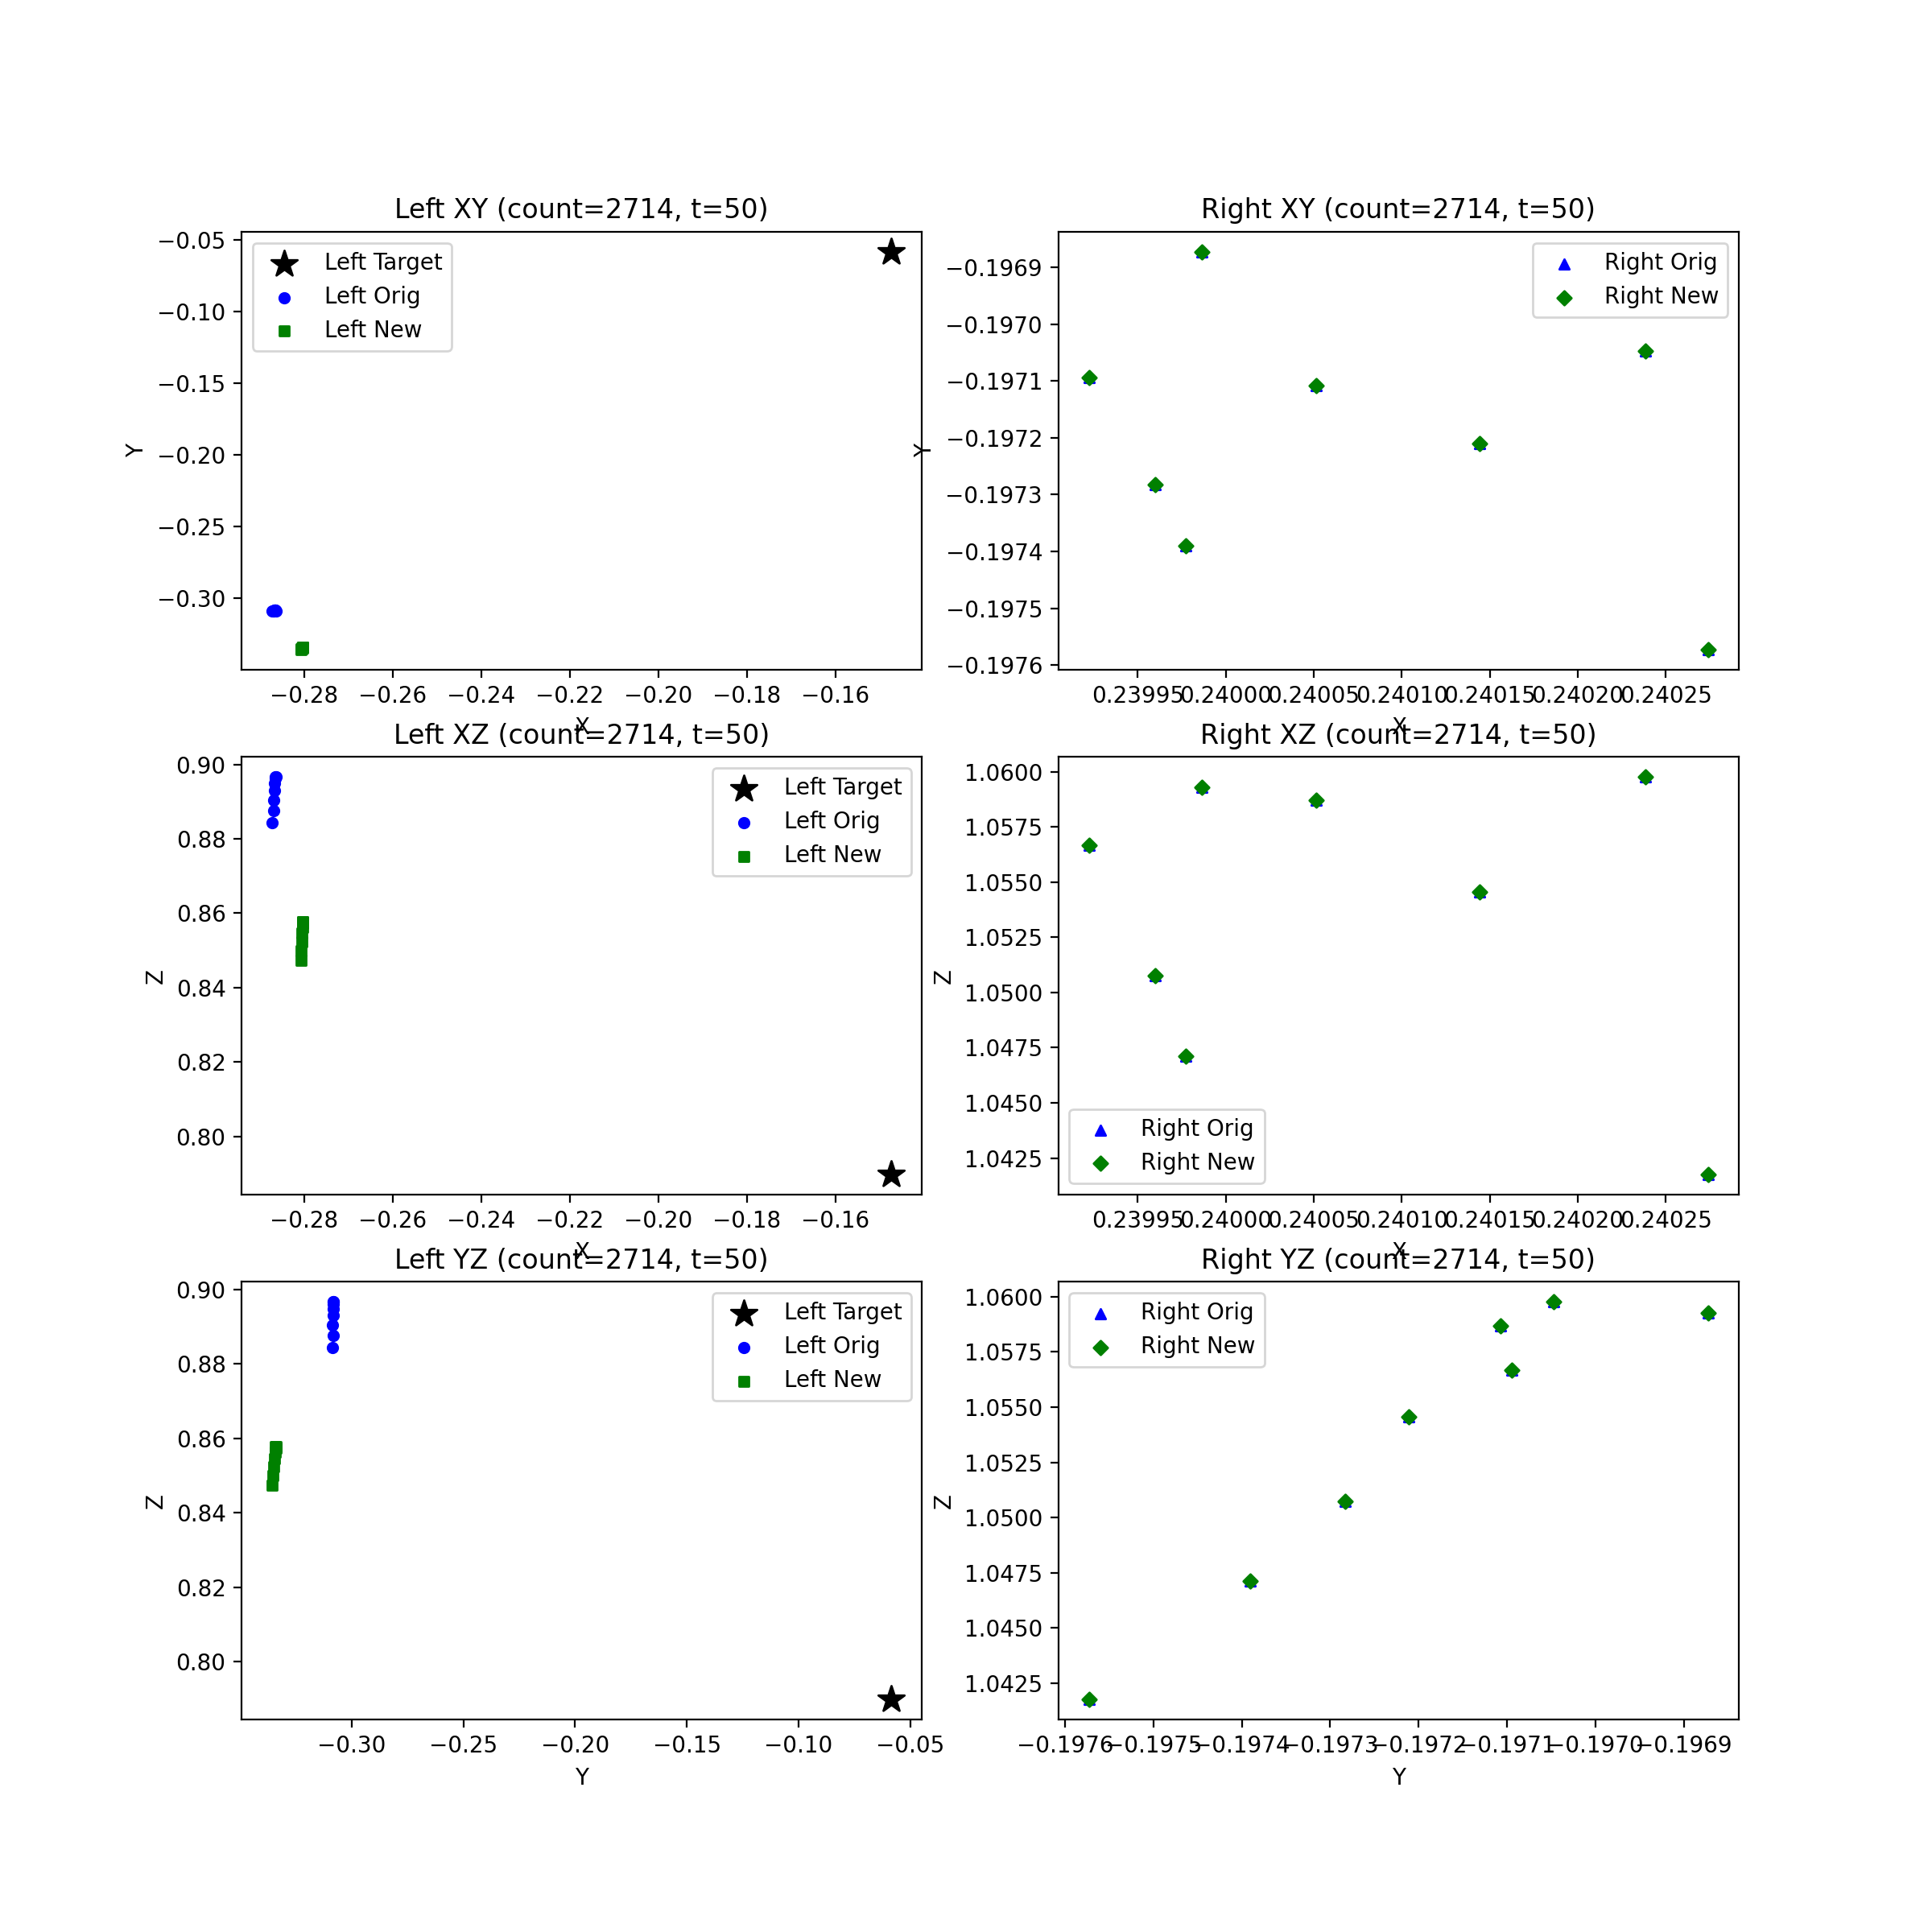 Left XY (count=2714, t=50)
−0.05
−0.10
−0.15
−0.20
−0.25
−0.30
Y
Left Target
Left Orig
Left New
−0.28
−0.26
−0.24
−0.22
−0.20
−0.18
−0.16
X
Right XY (count=2714, t=50)
−0.1969
−0.1970
−0.1971
−0.1972
−0.1973
−0.1974
−0.1975
−0.1976
Y
Right Orig
Right New
0.23995
0.24000
0.24005
0.24010
0.24015
0.24020
0.24025
X
Left XZ (count=2714, t=50)
0.90
0.88
0.86
0.84
0.82
0.80
Z
Left Target
Left Orig
Left New
−0.28
−0.26
−0.24
−0.22
−0.20
−0.18
−0.16
X
Right XZ (count=2714, t=50)
1.0600
1.0575
1.0550
1.0525
1.0500
1.0475
1.0450
1.0425
Z
Right Orig
Right New
0.23995
0.24000
0.24005
0.24010
0.24015
0.24020
0.24025
X
Left YZ (count=2714, t=50)
0.90
0.88
0.86
0.84
0.82
0.80
Z
Left Target
Left Orig
Left New
−0.30
−0.25
−0.20
−0.15
−0.10
−0.05
Y
Right YZ (count=2714, t=50)
1.0600
1.0575
1.0550
1.0525
1.0500
1.0475
1.0450
1.0425
Z
Right Orig
Right New
−0.1976
−0.1975
−0.1974
−0.1973
−0.1972
−0.1971
−0.1970
−0.1969
Y